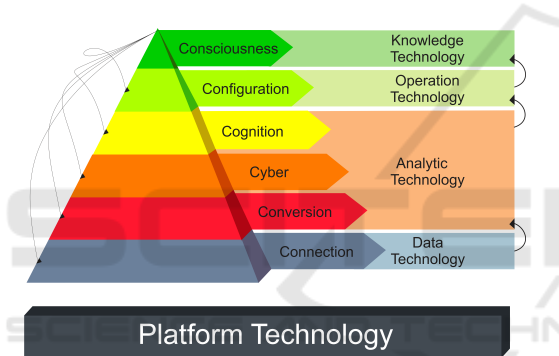 Consciousness
Knowledge
Technology
Configuration
Operation
Technology
Cognition
Cyber
Analytic
Technology
Conversion
Connection
Data
Technology
Platform Technology